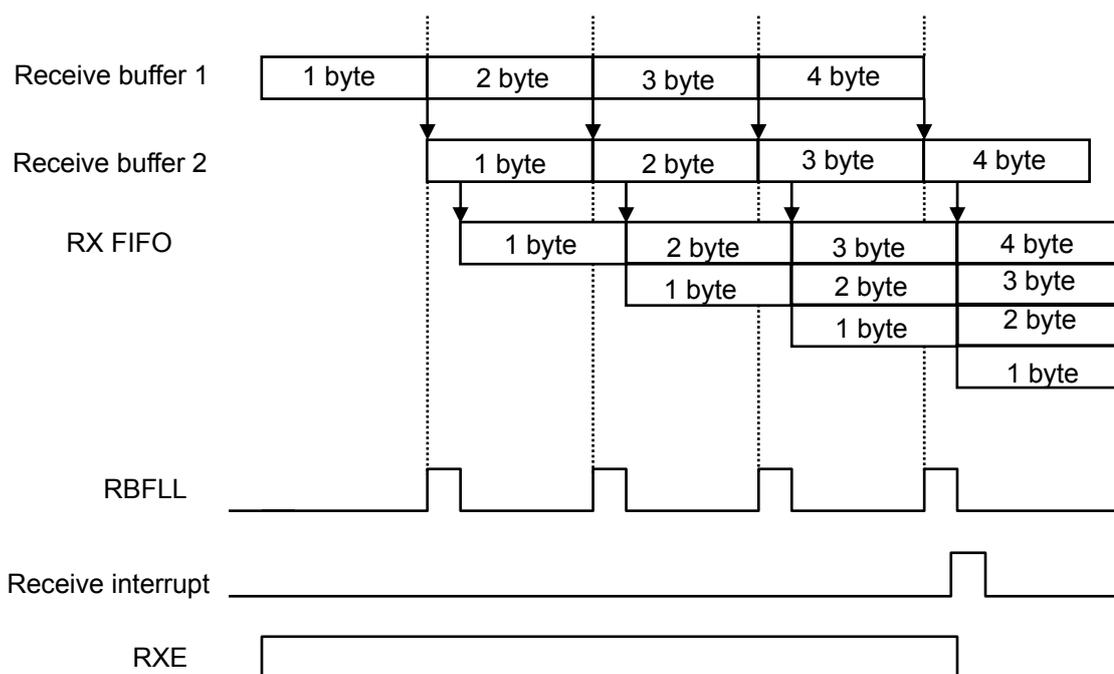 Receive buffer 1
1 byte 2 byte 3 byte 4 byte
Receive buffer 2
1 byte 2 byte 3 byte 4 byte
RX FIFO
1 byte 2 byte 3 byte 4 byte
1 byte 2 byte 3 byte
1 byte 2 byte
1 byte
RBFLL
Receive interrupt
RXE